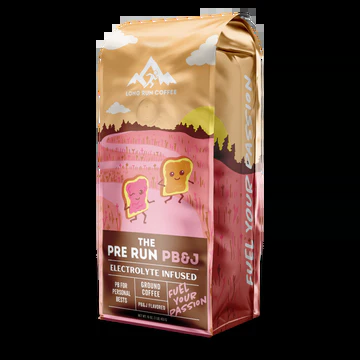 LONG RUN COFFEE
THE
PRE RUN PB&J
ELECTROLYTE INFUSED
PB FOR
PERSONAL
BESTS
GROUND
COFFEE
PB&J FLAVORED
FUEL
YOUR
PASSION
FUEL YOUR PASSION